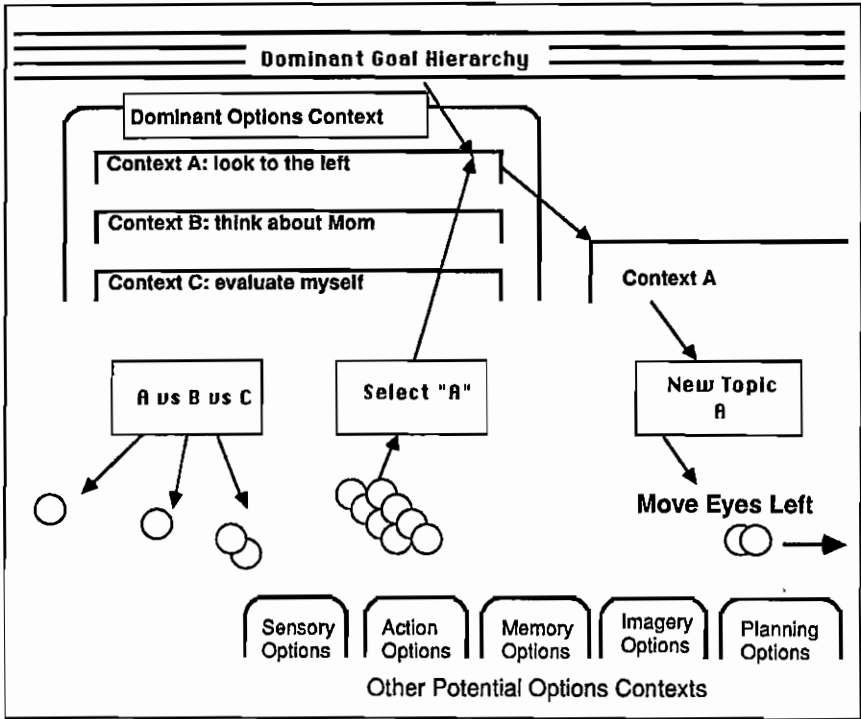 Dominant Goal Hierarchy
Dominant Options Context
Context A: look to the left
Context B: think about Mom
Context C: evaluate myself
Context A
A vs B vs C
Select "A"
New Topic
A
Move Eyes Left
Sensory
Options
Action
Options
Memory
Options
Imagery
Options
Planning
Options
Other Potential Options Contexts